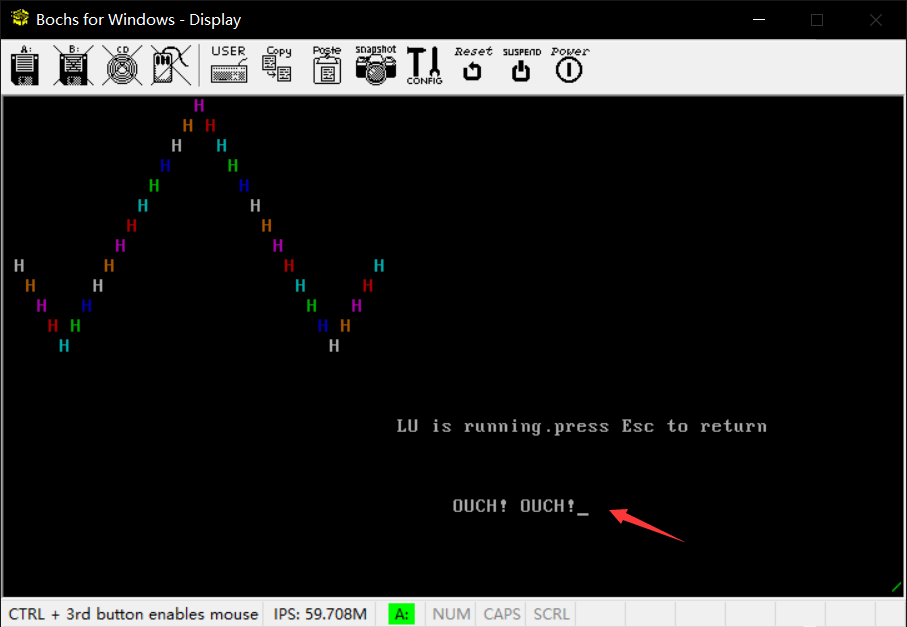 Bochs for Windows - Display
A: B: CD USER Copy Paste snapshot CONFIG Reset SUSPEND Power
H
H H
H H
H H
H H
H H
H H
H H
H H H H
H H H H
H H H H
H H H H
H H
LU is running.press Esc to return
OUCH! OUCH!_
CTRL + 3rd button enables mouse IPS: 59.708M A: NUM CAPS SCRL